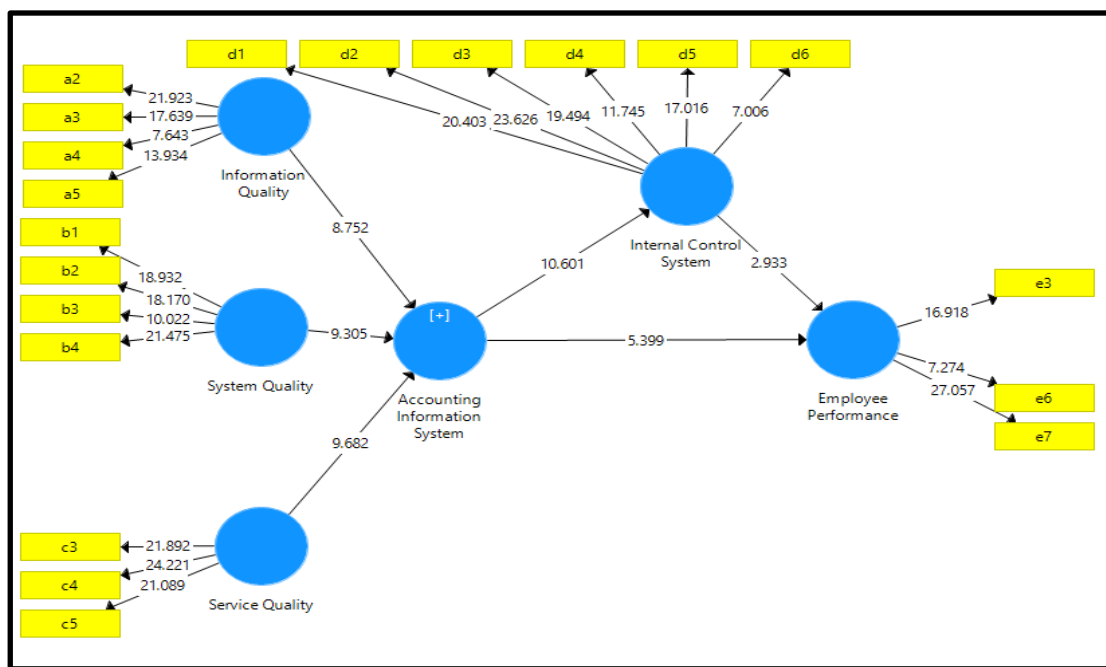 d1
d2
d3
d4
d5
d6
a2
a3
a4
a5
21.923
17.639
7.643
13.934
Information
Quality
20.403
23.626
19.494
11.745
17.016
7.006
Internal Control
System
b1
b2
b3
b4
18.932
18.170
10.022
21.475
System Quality
8.752
9.305
9.682
[+]
Accounting
Information
System
10.601
2.933
5.399
Employee
Performance
16.918
7.274
27.057
e3
e6
e7
c3
c4
c5
21.892
24.221
21.089
Service Quality